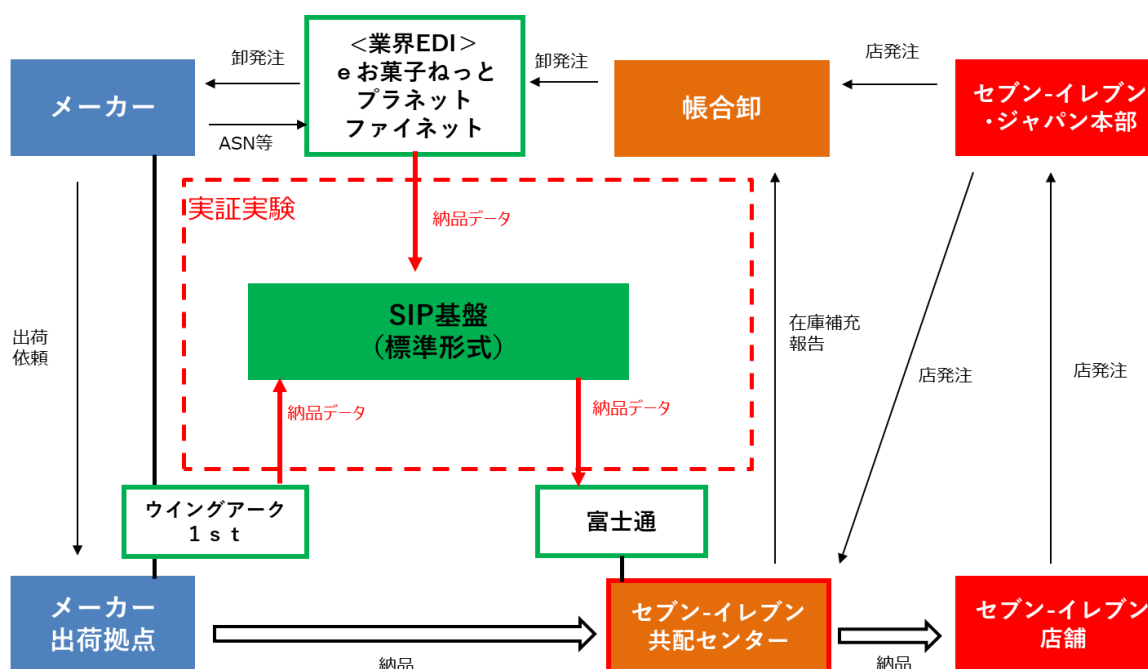 ＜業界EDI＞
ｅお菓子ねっと
プラネット
ファイネット
卸発注
卸発注
店発注
メーカー
帳合卸
セブン‐イレブン
・ジャパン本部
ASN等
実証実験
納品データ
SIP基盤
（標準形式）
出荷
依頼
在庫補充
報告
店発注
店発注
納品データ
納品データ
ウイングアーク
１ｓｔ
富士通
メーカー
出荷拠点
セブン‐イレブン
共配センター
セブン‐イレブン
店舗
納品
納品